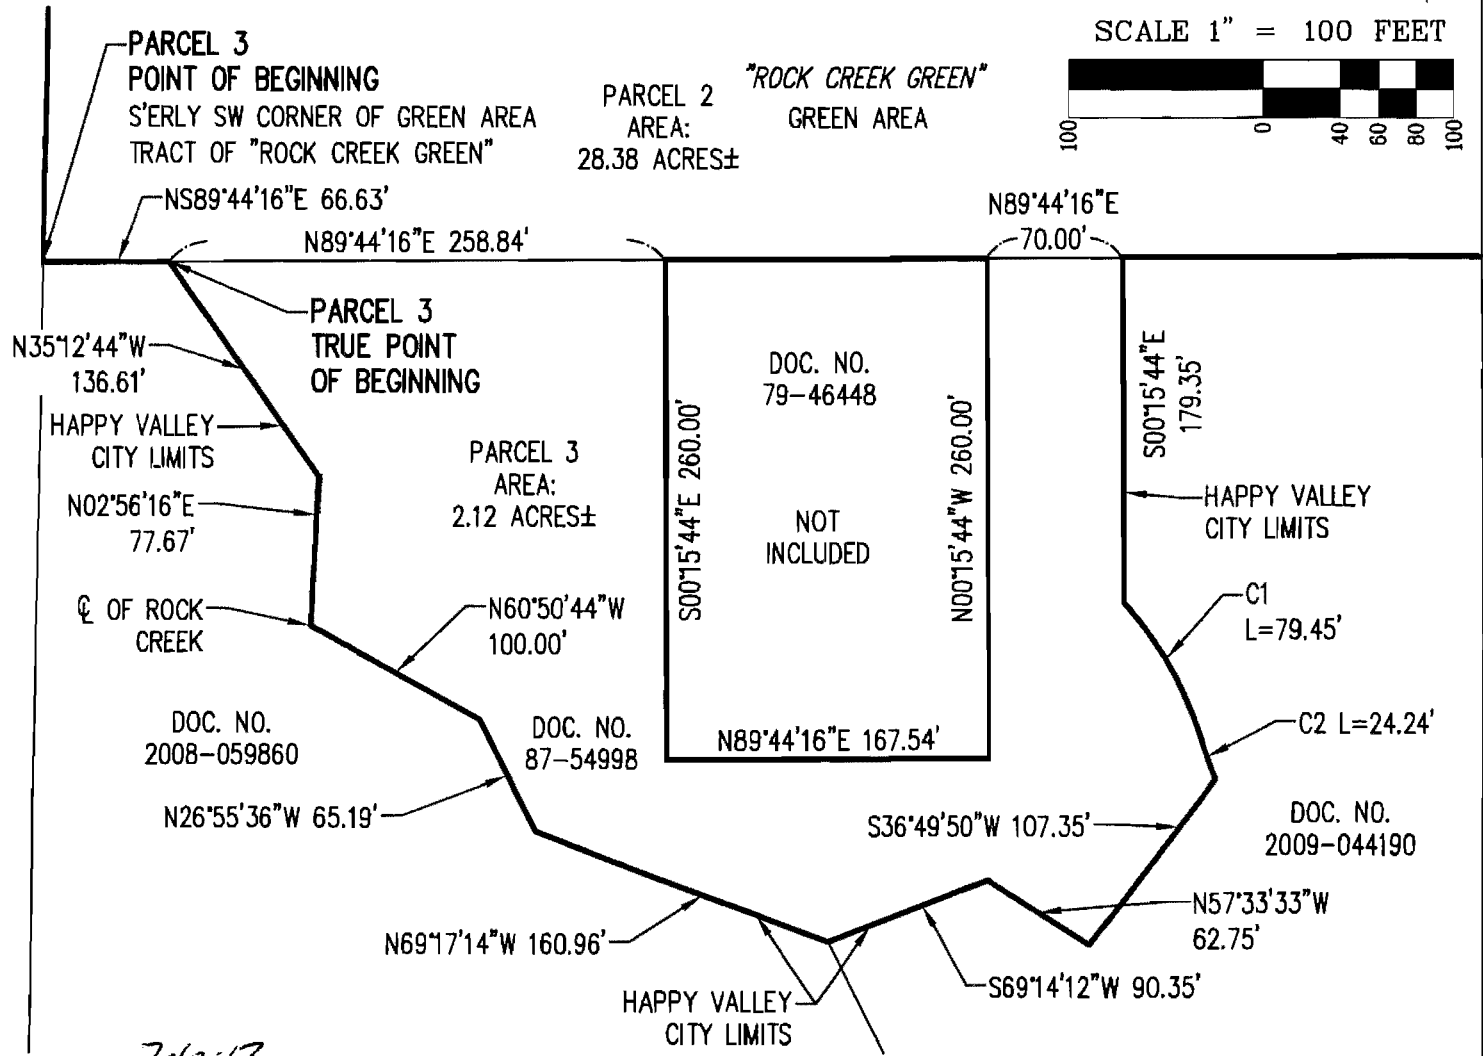 SCALE 1" = 100 FEET
100 0 40 60 80 100
PARCEL 3
POINT OF BEGINNING
S'ERLY SW CORNER OF GREEN AREA
TRACT OF "ROCK CREEK GREEN"
PARCEL 2
AREA:
28.38 ACRES±
"ROCK CREEK GREEN"
GREEN AREA
NS89°44'16"E 66.63'
N89°44'16"E 258.84'
N89°44'16"E
70.00'
PARCEL 3
TRUE POINT
OF BEGINNING
N35°12'44"W
136.61'
HAPPY VALLEY
CITY LIMITS
N02°56'16"E
77.67'
℄ OF ROCK
CREEK
PARCEL 3
AREA:
2.12 ACRES±
S00°15'44"E 260.00'
DOC. NO.
79-46448
NOT
INCLUDED
N00°15'44"W 260.00'
S00°15'44"E
179.35'
HAPPY VALLEY
CITY LIMITS
N60°50'44"W
100.00'
C1
L=79.45'
C2 L=24.24'
DOC. NO.
2008-059860
DOC. NO.
87-54998
N89°44'16"E 167.54'
N26°55'36"W 65.19'
S36°49'50"W 107.35'
DOC. NO.
2009-044190
N57°33'33"W
62.75'
N69°17'14"W 160.96'
S69°14'12"W 90.35'
HAPPY VALLEY
CITY LIMITS